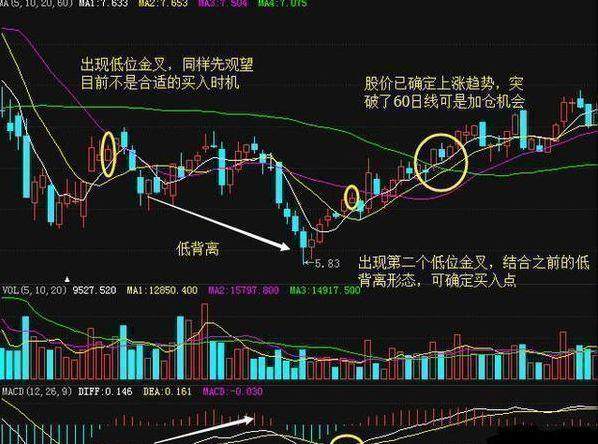 MA(5,10,20,60) MA1:7.633 MA2:7.653 MA3:7.504 MA4:7.075
出现低位金叉，同样先观望
目前不是合适的买入时机
股价已确定上涨趋势，突
破了60日线可是加仓机会
低背离
5.83
出现第二个低位金叉，结合之前的低
背离形态，可确定买入点
VOL(5,10,20) 9527.520 MA1:12850.400 MA2:15797.800 MA3:14917.500
MACD(12,26,9) DIFF:0.146 DEA:0.161 MACD:-0.030